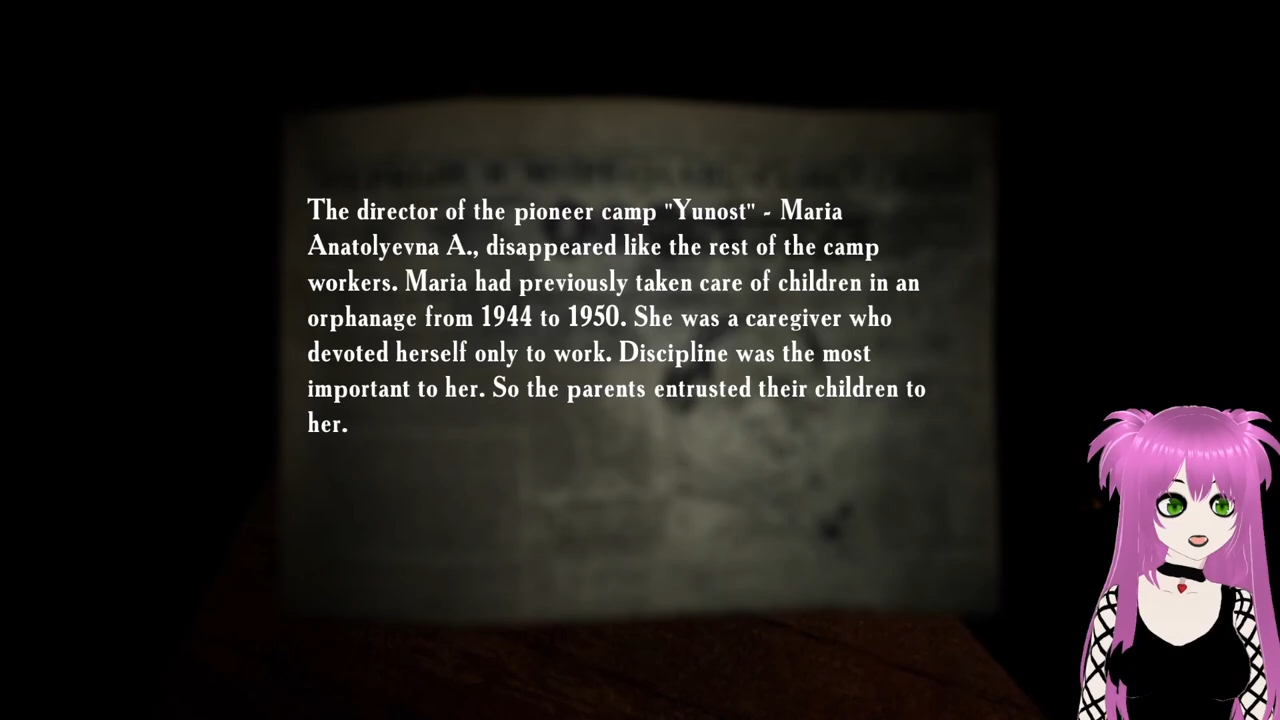 The director of the pioneer camp "Yunost" - Maria
Anatolyevna A., disappeared like the rest of the camp
workers. Maria had previously taken care of children in an
orphanage from 1944 to 1950. She was a caregiver who
devoted herself only to work. Discipline was the most
important to her. So the parents entrusted their children to
her.